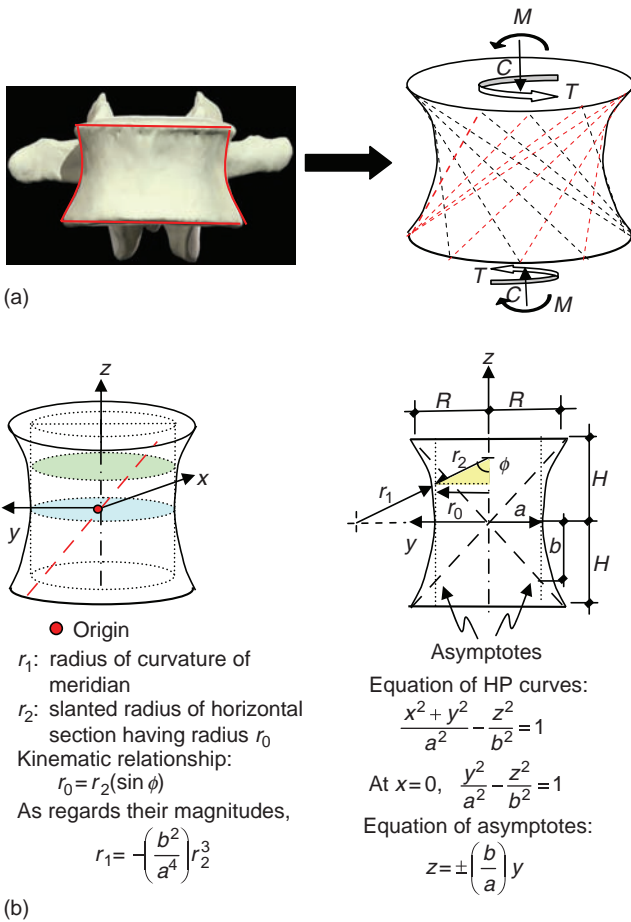 M
C
T
T
C
M
(a)
z
x
y
Origin
r₁: radius of curvature of
meridian
r₂: slanted radius of horizontal
section having radius r₀
Kinematic relationship:
r₀ = r₂(sin ϕ)
As regards their magnitudes,
r₁ = -(b²/a⁴) r₂³
z
R
R
r₂
ϕ
r₁
r₀
a
y
b
H
H
Asymptotes
Equation of HP curves:
(x² + y²)/a² - z²/b² = 1
At x = 0, y²/a² - z²/b² = 1
Equation of asymptotes:
z = ±(b/a) y
(b)